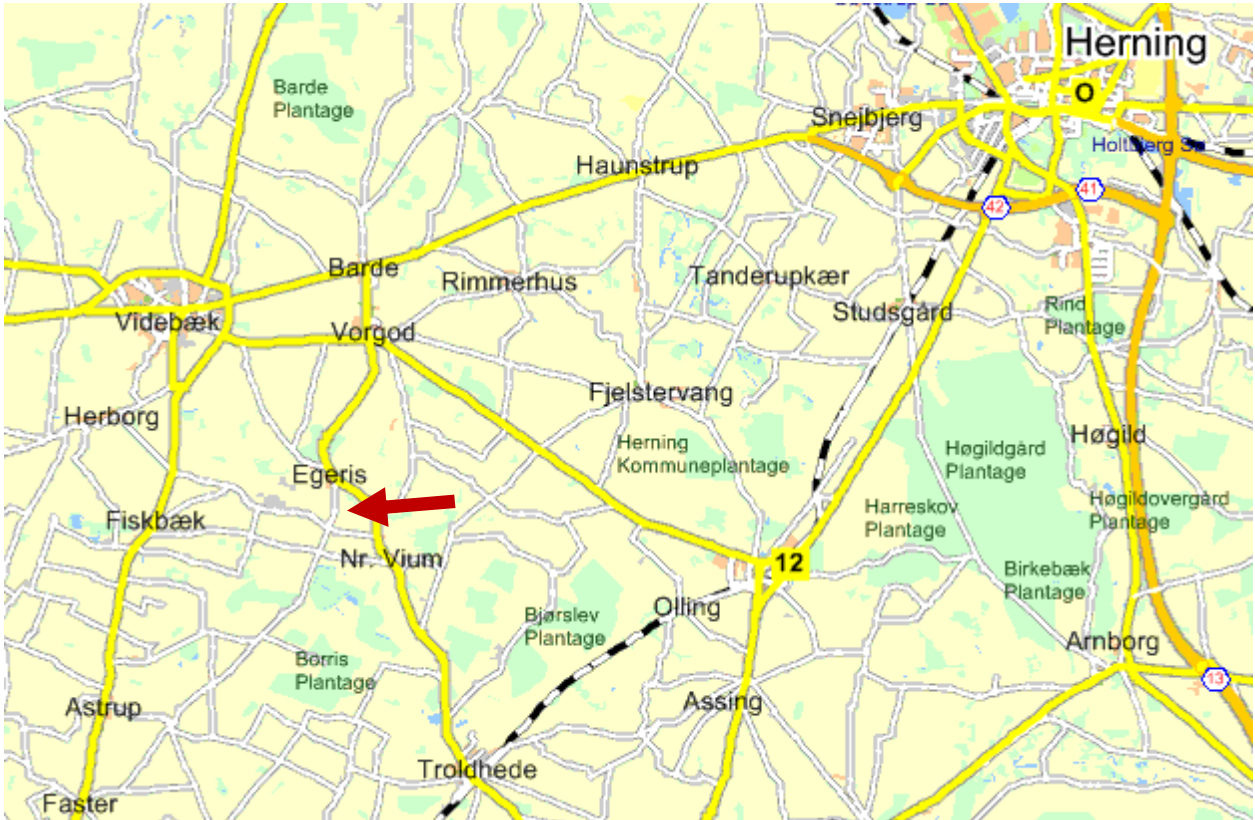 Herning
Barde
Plantage
O
Snejbjerg
Holtbjerg Sø
Haunstrup
41
42
Barde
Rimmerhus
Tanderupkær
Studsgård
Rind
Plantage
Videbæk
Vorgod
Fjelstervang
Herborg
Herning
Kommuneplantage
Høgildgård
Plantage
Høgild
Egeris
Harreskov
Plantage
Høgildovergård
Plantage
Fiskbæk
Nr. Vium
12
Birkebæk
Plantage
Olling
Bjørslev
Plantage
Arnborg
Borris
Plantage
13
Astrup
Assing
Troldhede
Faster